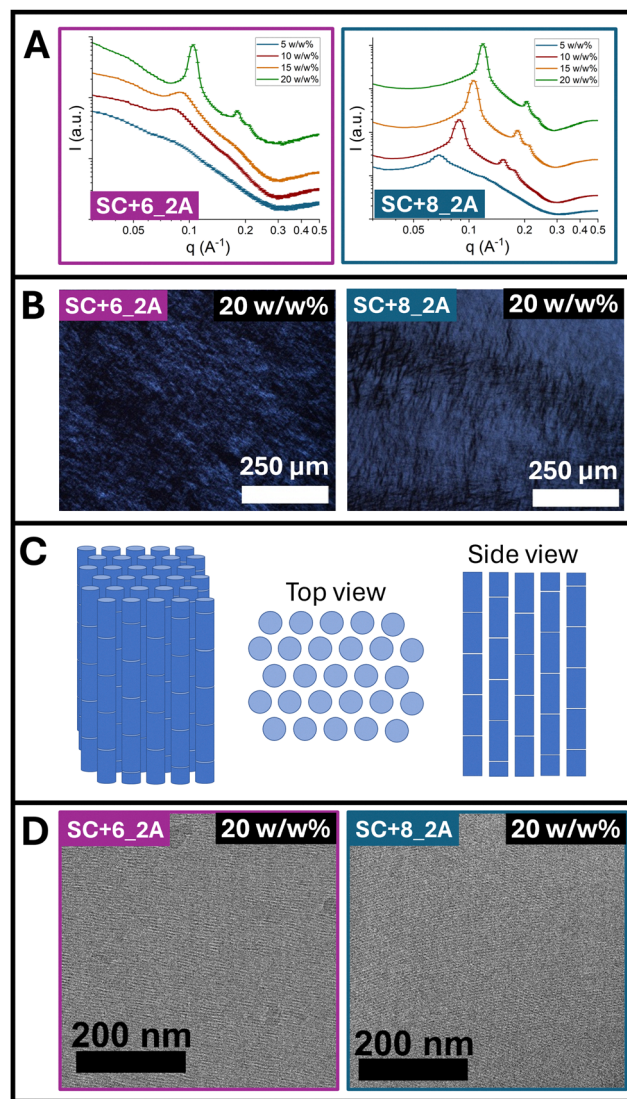 A
I (a.u.)
5 w/w%
10 w/w%
15 w/w%
20 w/w%
SC+6_2A
0.05 0.1 0.2 0.3 0.4 0.5
q (A⁻¹)
I (a.u.)
5 w/w%
10 w/w%
15 w/w%
20 w/w%
SC+8_2A
0.05 0.1 0.2 0.3 0.4 0.5
q (A⁻¹)
B
SC+6_2A 20 w/w%
250 µm
SC+8_2A 20 w/w%
250 µm
C
Top view
Side view
D
SC+6_2A 20 w/w%
200 nm
SC+8_2A 20 w/w%
200 nm